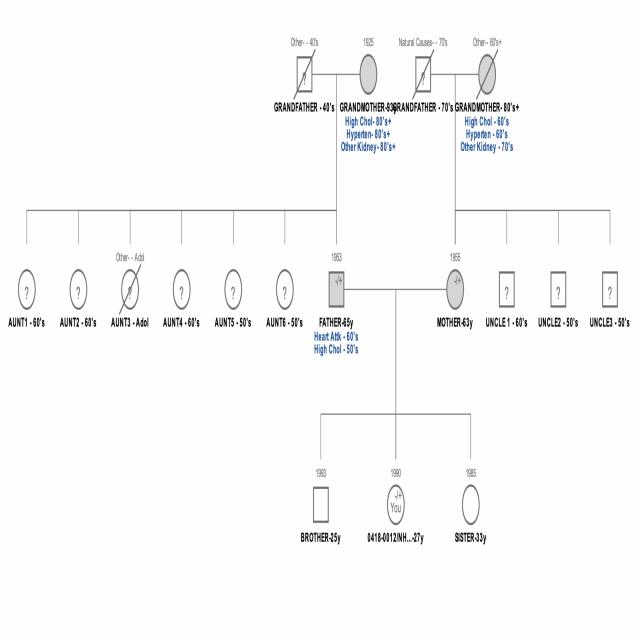 Other- - 40's
1925
Natural Causes- - 70's
Other-- 80's+
?
?
GRANDFATHER - 40's
GRANDMOTHER-93y
GRANDFATHER - 70's
GRANDMOTHER- 80's+
High Chol- 80's+
Hyperten- 80's+
Other Kidney- 80's+
High Chol - 60's
Hyperten - 60's
Other Kidney - 70's
Other- - Adol
1953
1955
?
?
?
?
?
?
-/+
-/+
?
?
?
AUNT1 - 60's
AUNT2 - 60's
AUNT3 - Adol
AUNT4 - 60's
AUNT5 - 50's
AUNT6 - 50's
FATHER-65y
MOTHER-63y
UNCLE 1 - 60's
UNCLE2 - 50's
UNCLE3 - 50's
Heart Attk - 60's
High Chol - 50's
1993
1990
1985
-/+
You
BROTHER-25y
0418-0012INH...-27y
SISTER-33y